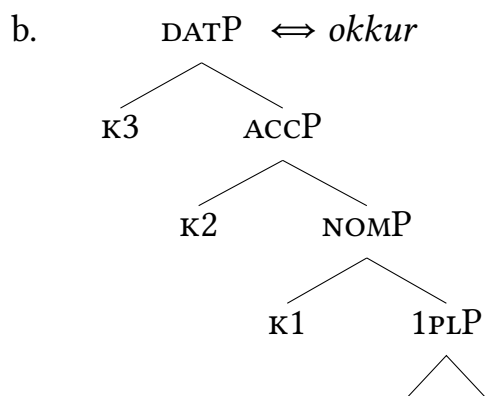 b. DATP ⇔ okkur
K3 ACCP
K2 NOMP
K1 1PLP